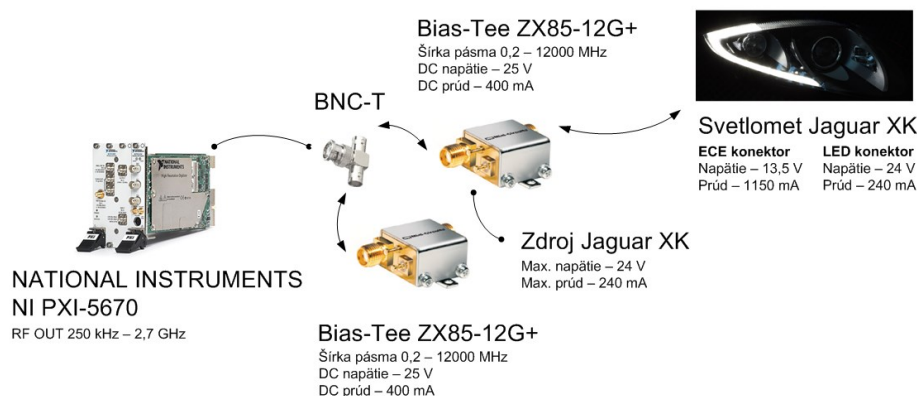 Bias-Tee ZX85-12G+
Šírka pásma 0,2 – 12000 MHz
DC napätie – 25 V
DC prúd – 400 mA
BNC-T
Svetlomet Jaguar XK
ECE konektor
Napätie – 13,5 V
Prúd – 1150 mA
LED konektor
Napätie – 24 V
Prúd – 240 mA
NATIONAL INSTRUMENTS
NI PXI-5670
RF OUT 250 kHz – 2,7 GHz
Zdroj Jaguar XK
Max. napätie – 24 V
Max. prúd – 240 mA
Bias-Tee ZX85-12G+
Šírka pásma 0,2 – 12000 MHz
DC napätie – 25 V
DC prúd – 400 mA